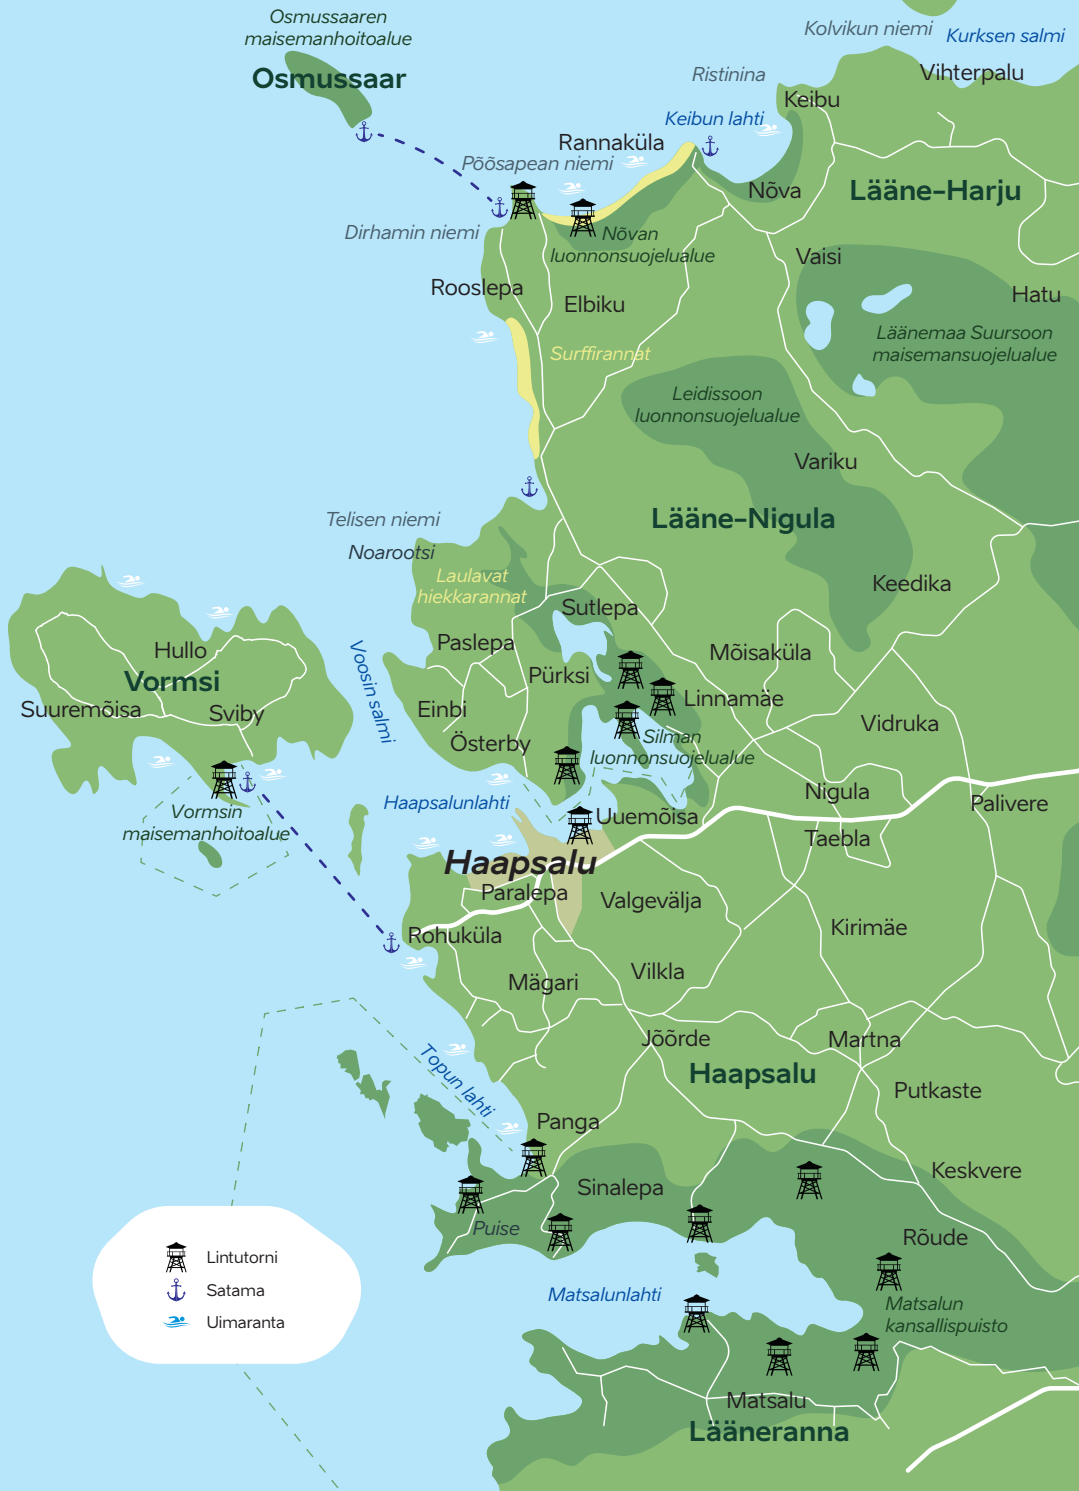 Osmussaaren
maisemanhoitoalue
Osmussaar
Kolvikun niemi
Kurksen salmi
Vihterpalu
Ristinina
Keibu
Keibun lahti
Rannaküla
Põõsapean niemi
Nõva
Lääne-Harju
Dirhamin niemi
Nõvan
luonnonsuojelualue
Vaisi
Rooslepa
Elbiku
Hatu
Läänemaa Suursoon
maisemansuojelualue
Surffirannat
Leidissoon
luonnonsuojelualue
Variku
Telisen niemi
Lääne-Nigula
Noarootsi
Laulavat
hiekkarannat
Keedika
Sutlepa
Paslepa
Hullo
Mõisaküla
Voosin salmi
Vormsi
Pürksi
Linnamäe
Suuremõisa
Sviby
Einbi
Vidruka
Österby
Silman
luonnonsuojelualue
Nigula
Palivere
Haapsalunlahti
Vormsin
maisemanhoitoalue
Uuemõisa
Taebla
Haapsalu
Paralepa
Valgevälja
Rohuküla
Kirimäe
Mägari
Vilkla
Jõõrde
Martna
Topun lahti
Haapsalu
Putkaste
Panga
Keskvere
Sinalepa
Puise
Rõude
Lintutorni
Satama
Uimaranta
Matsalunlahti
Matsalun
kansallispuisto
Matsalu
Lääneranna